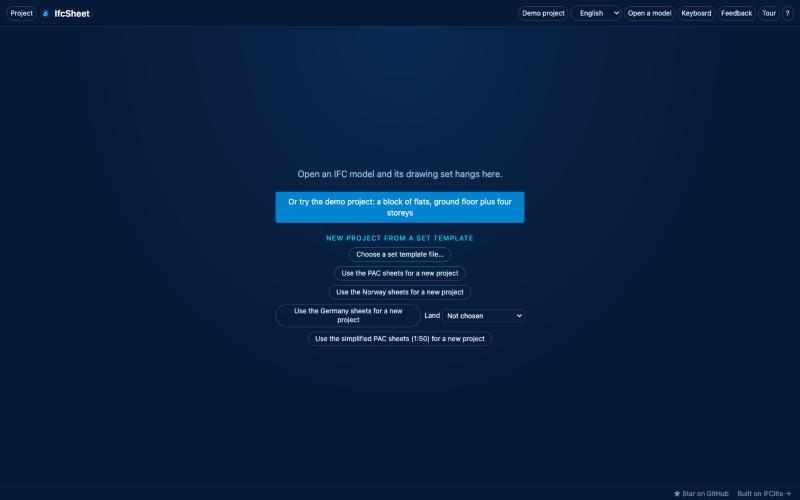 Project IfcSheet Demo project English Open a model Keyboard Feedback Tour ?
Open an IFC model and its drawing set hangs here.
Or try the demo project: a block of flats, ground floor plus four
storeys
NEW PROJECT FROM A SET TEMPLATE
Choose a set template file...
Use the PAC sheets for a new project
Use the Norway sheets for a new project
Use the Germany sheets for a new
project
Land Not chosen
Use the simplified PAC sheets (1:50) for a new project
★ Star on GitHub Built on IFClite →